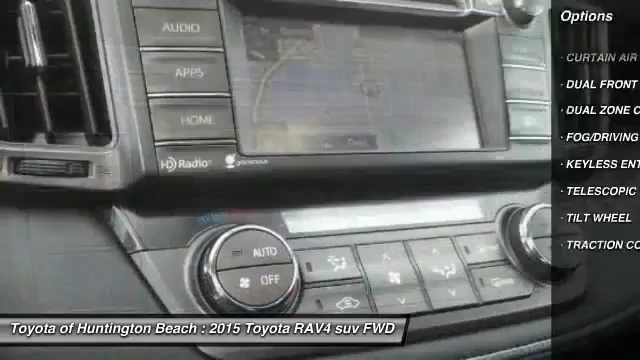 Options
AUDIO
APPS
HOME
HD Radio
CURTAIN AIR
DUAL FRONT
DUAL ZONE C
FOG/DRIVING
KEYLESS ENT
TELESCOPIC
TILT WHEEL
TRACTION CO
AUTO
OFF
Toyota of Huntington Beach : 2015 Toyota RAV4 suv FWD